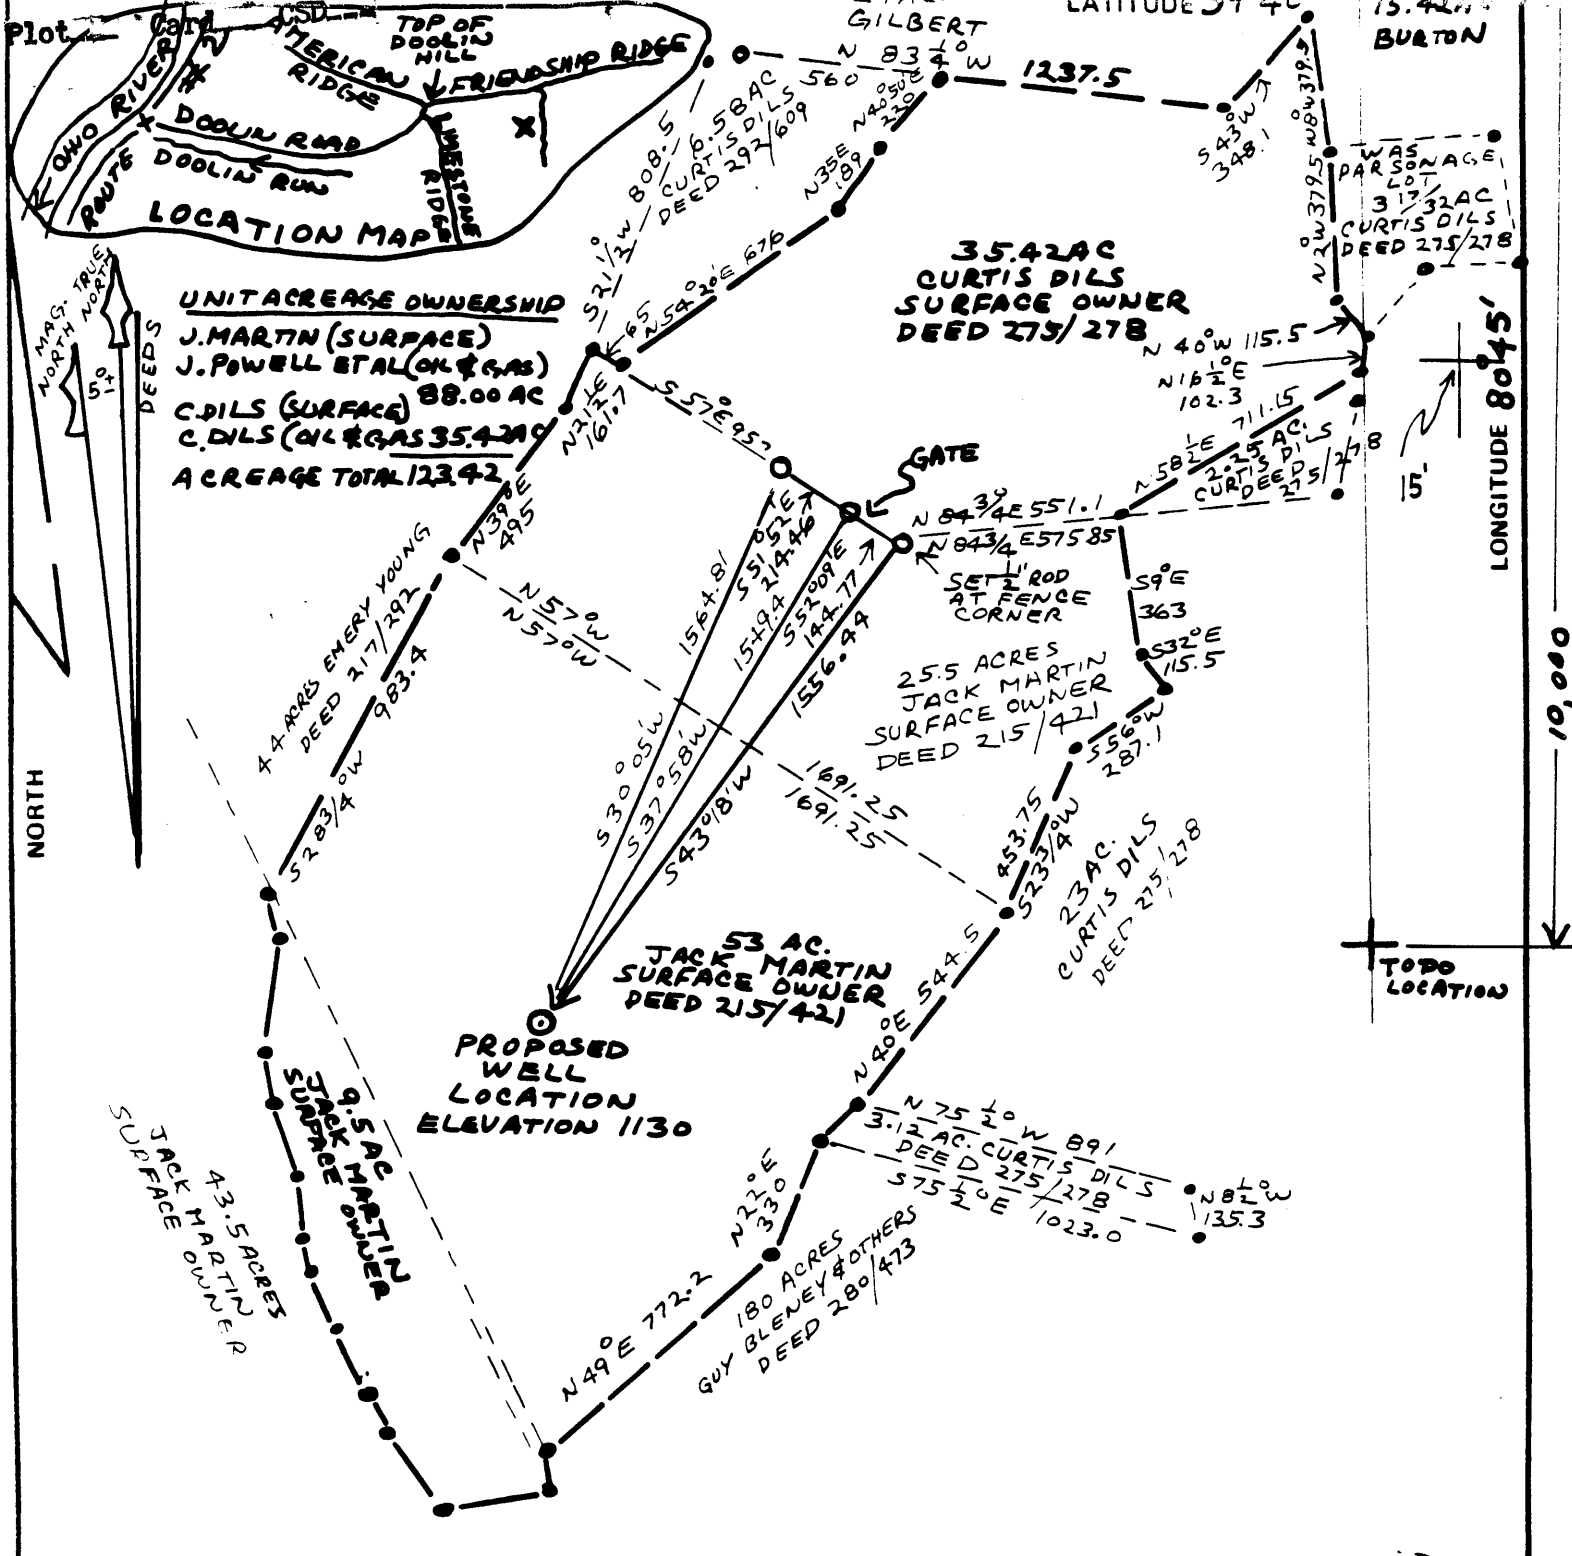 Plot
Card
CSD
TOP OF
DOOLIN
HILL
AMERICAN
RIDGE
FRIENDSHIP RIDGE
OHIO RIVER
ROUTE
2
DOOLIN ROAD
DOOLIN RUN
LIMESTONE
RIDGE
X
X
LOCATION MAP
GILBERT
LATITUDE 39° 40'
BURTON
N 83 1/4° W
560
1237.5
S 43° W
348.1
N 8° W 379.5
N 2° W 379.5
WAS
PARSONAGE
LOT
3 17/32 AC
CURTIS DILS
DEED 275/278
S 21 1/2° W 808.5
6.58 AC
CURTIS DILS
DEED 292/609
N 40° 50' E
220
N 35 E
189
N 54° 20' E 676
65
35.42 AC
CURTIS DILS
SURFACE OWNER
DEED 275/278
MAG. NORTH
TRUE NORTH
5°±
DEEDS
UNIT ACREAGE OWNERSHIP
J. MARTIN (SURFACE)
J. POWELL ET AL (OIL & GAS)
88.00 AC
C. DILS (SURFACE)
C. DILS (OIL & GAS 35.42 AC
ACREAGE TOTAL 123.42
N 40° W 115.5
N 16 1/2° E
102.3
N 21 1/2 E
161.7
S 57° E 957
GATE
N 58 1/2 E 711.15
2.25 AC.
CURTIS DILS
DEED
275/278
15'
LONGITUDE 80° 45'
N 39° E
495
N 84 3/4° E 551.1
N 84 3/4 E 575.85
SET 1/2" ROD
AT FENCE
CORNER
S 51° 52' E
214.46
S 52° 09' E
144.77
1564.81
S 30° 05' W
1549.4
S 37° 58' W
1556.44
S 43° 18' W
S 9° E
363
S 32° E
115.5
44 ACRES EMERY YOUNG
DEED 217/292
N 57° W
N 57° W
1691.25
1691.25
25.5 ACRES
JACK MARTIN
SURFACE OWNER
DEED 215/421
S 56° W
287.1
983.4
S 28 3/4° W
NORTH
10,000
453.75
S 23 3/4° W
23 AC.
CURTIS DILS
DEED 275/278
53 AC.
JACK MARTIN
SURFACE OWNER
DEED 215/421
TOPO
LOCATION
N 40° E 544.5
PROPOSED
WELL
LOCATION
ELEVATION 1130
9.5 AC
JACK MARTIN
SURFACE OWNER
43.5 ACRES
JACK MARTIN
SURFACE OWNER
N 75 1/2° W 891
3.12 AC. CURTIS DILS
DEED 275/278
S 75 1/2° E 1023.0
N 8 1/2° W
135.3
N 22° E
330
N 49° E 772.2
180 ACRES
GUY BLENEY & OTHERS
DEED 280/473